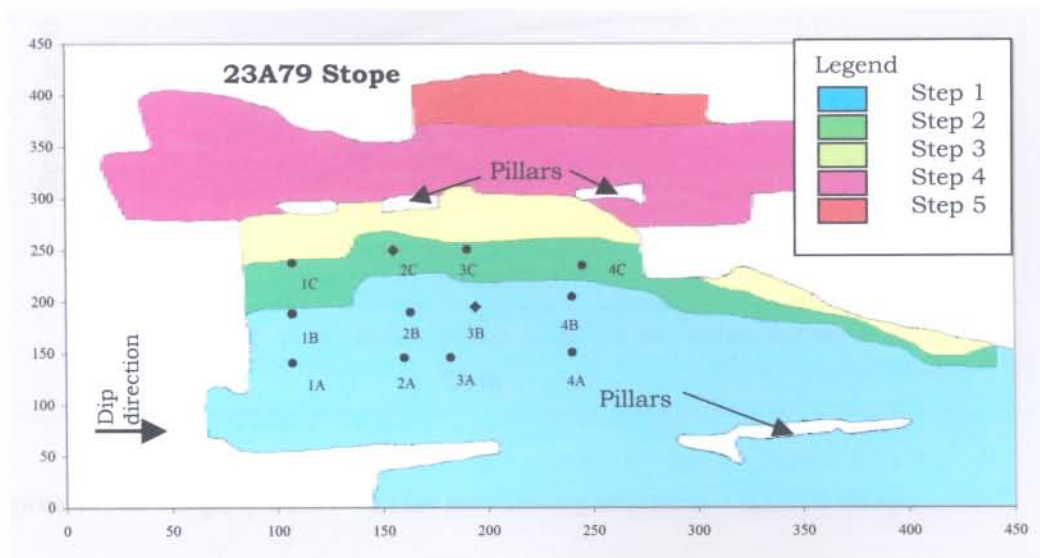 450
400
350
300
250
200
150
100
50
0
23A79 Stope
Legend
Step 1
Step 2
Step 3
Step 4
Step 5
Pillars
1C
2C
3C
4C
1B
2B
3B
4B
1A
2A
3A
4A
Pillars
Dip
direction
0
50
100
150
200
250
300
350
400
450